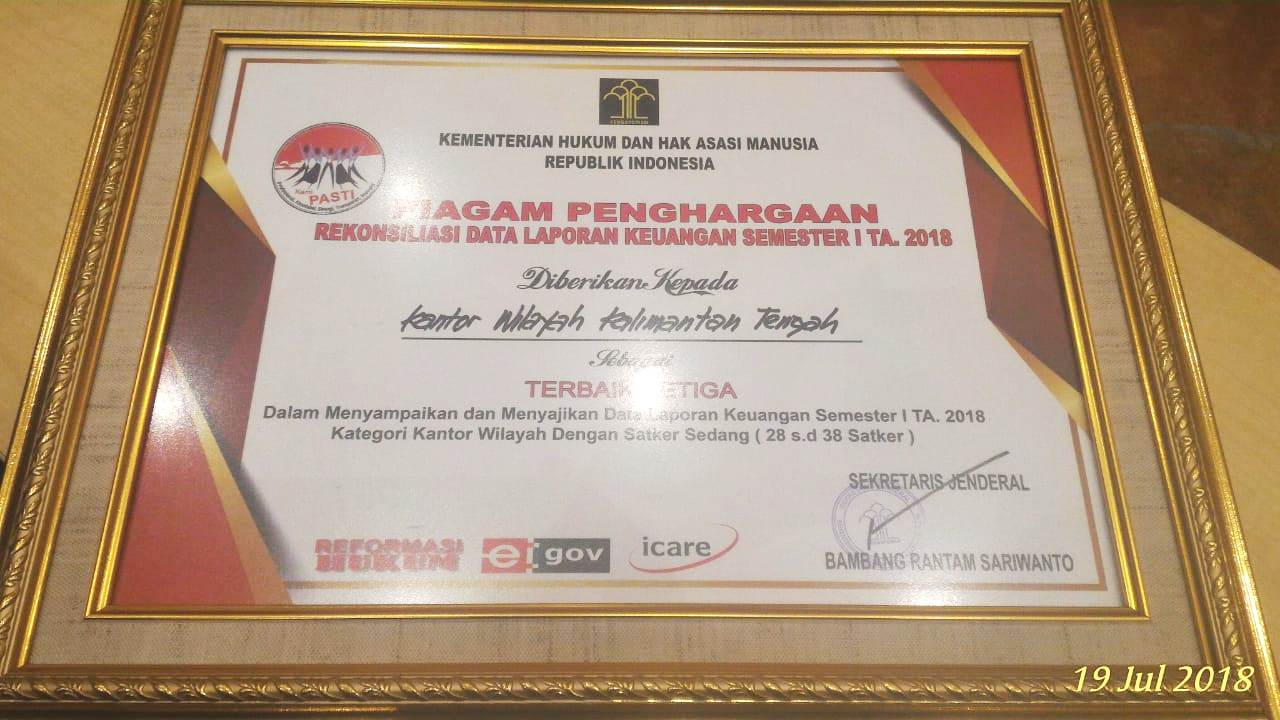 PENGAYOMAN
KEMENTERIAN HUKUM DAN HAK ASASI MANUSIA
REPUBLIK INDONESIA
Kami
PASTI
PIAGAM PENGHARGAAN
REKONSILIASI DATA LAPORAN KEUANGAN SEMESTER I TA. 2018
Diberikan Kepada
Kantor Wilayah Kalimantan Tengah
Sebagai
TERBAIK KETIGA
Dalam Menyampaikan dan Menyajikan Data Laporan Keuangan Semester I TA. 2018
Kategori Kantor Wilayah Dengan Satker Sedang ( 28 s.d 38 Satker )
SEKRETARIS JENDERAL
BAMBANG RANTAM SARIWANTO
REFORMASI
HUKUM
e gov
icare
19 Jul 2018